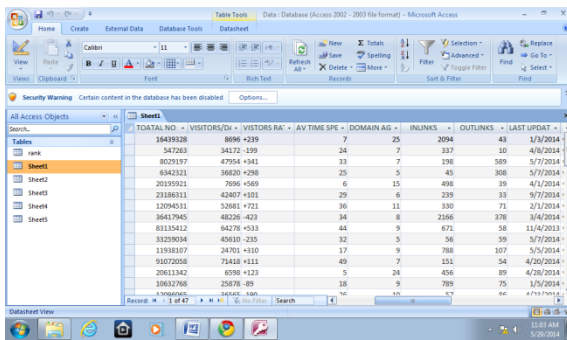 Table Tools Data : Database (Access 2002 - 2003 file format) - Microsoft Access
Home Create External Data Database Tools Datasheet
View Paste Calibri 11 B I U A Refresh All New Save Delete Totals Spelling More Filter Selection Advanced Toggle Filter Find Replace Go To Select
Views Clipboard Font Rich Text Records Sort & Filter Find
Security Warning Certain content in the database has been disabled Options...
All Access Objects Sheet1
Search..
Tables
rank
Sheet1
Sheet2
Sheet3
Sheet4
Sheet5
TOATAL NO VISITORS/DA VISTORS RA' AV TIME SPE DOMAIN AG INLINKS OUTLINKS LAST UPDAT
16439328 8696 +239 7 25 2094 43 1/3/2014
547263 34172 -199 24 7 337 10 4/8/2014
8029197 47954 +341 33 7 198 589 5/7/2014
6342321 36820 +298 25 5 45 308 5/7/2014
20195921 7696 +569 6 15 498 39 4/1/2014
23186311 42407 +101 29 6 239 33 9/7/2014
12094531 52681 +721 36 11 330 71 2/1/2014
36417945 48226 -423 34 8 2166 378 3/4/2014
83135412 64278 +533 44 9 671 58 11/4/2013
33259034 45610 -235 32 5 56 59 5/7/2014
11938107 24701 +310 17 9 788 107 5/5/2014
91072058 71418 +111 49 7 151 54 4/20/2014
20611342 6598 +123 5 24 456 89 4/28/2014
10632768 25878 -89 18 9 789 75 1/5/2014
Record: 1 of 47 No Filter Search
Datasheet View
11:03 AM
5/29/2014